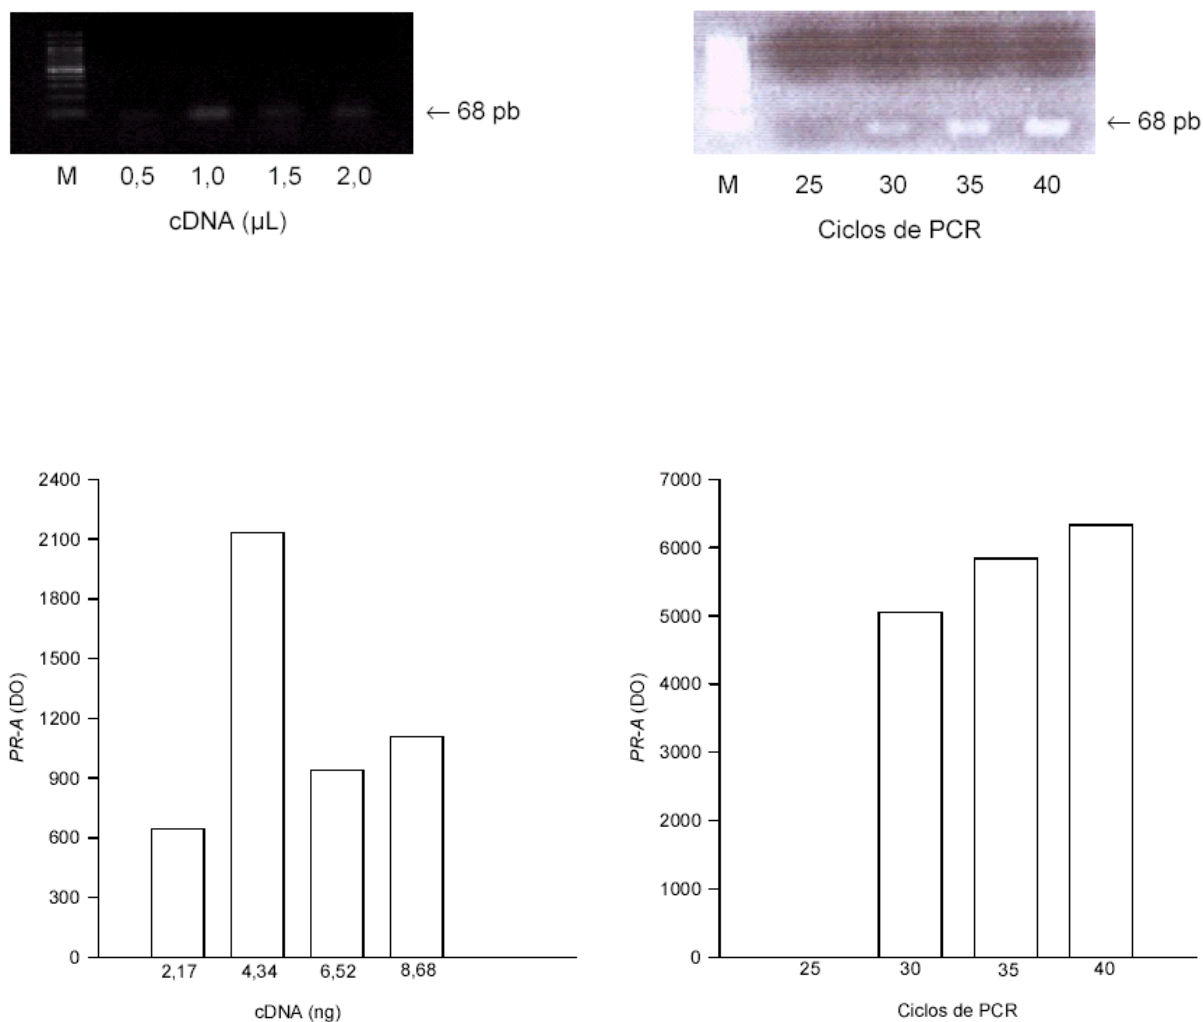 ← 68 pb
M 0,5 1,0 1,5 2,0
cDNA (µL)
← 68 pb
M 25 30 35 40
Ciclos de PCR
2400
2100
1800
1500
1200
900
600
300
0
PR-A (DO)
2,17 4,34 6,52 8,68
cDNA (ng)
7000
6000
5000
4000
3000
2000
1000
0
PR-A (DO)
25 30 35 40
Ciclos de PCR